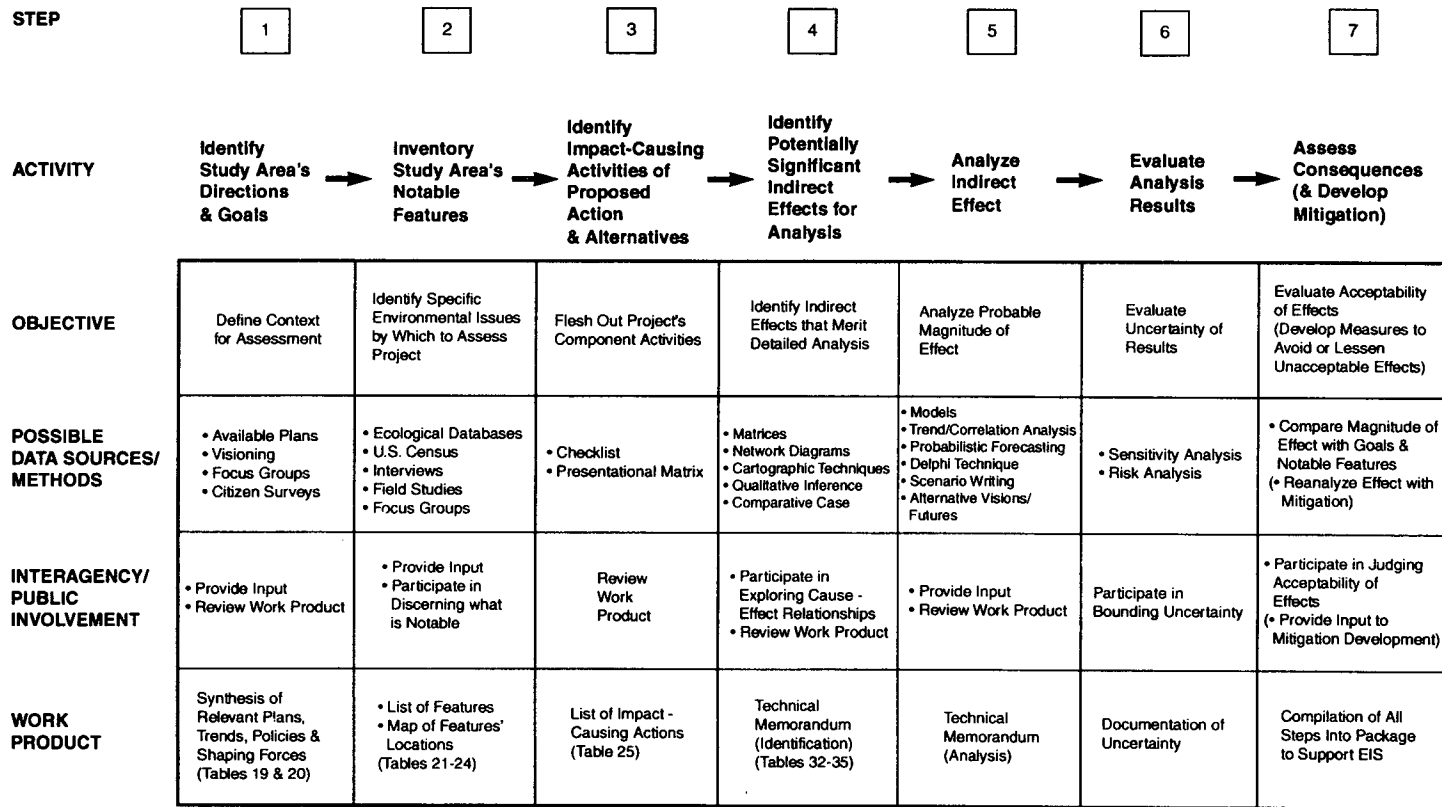 STEP
1
2
3
4
5
6
7
ACTIVITY
Identify
Study Area's
Directions
& Goals
Inventory
Study Area's
Notable
Features
Identify
Impact-Causing
Activities of
Proposed
Action
& Alternatives
Identify
Potentially
Significant
Indirect
Effects for
Analysis
Analyze
Indirect
Effect
Evaluate
Analysis
Results
Assess
Consequences
(& Develop
Mitigation)
OBJECTIVE
Define Context
for Assessment
Identify Specific
Environmental Issues
by Which to Assess
Project
Flesh Out Project's
Component Activities
Identify Indirect
Effects that Merit
Detailed Analysis
Analyze Probable
Magnitude of
Effect
Evaluate
Uncertainty of
Results
Evaluate Acceptability
of Effects
(Develop Measures to
Avoid or Lessen
Unacceptable Effects)
POSSIBLE
DATA SOURCES/
METHODS
• Available Plans
• Visioning
• Focus Groups
• Citizen Surveys
• Ecological Databases
• U.S. Census
• Interviews
• Field Studies
• Focus Groups
• Checklist
• Presentational Matrix
• Matrices
• Network Diagrams
• Cartographic Techniques
• Qualitative Inference
• Comparative Case
• Models
• Trend/Correlation Analysis
• Probabilistic Forecasting
• Delphi Technique
• Scenario Writing
• Alternative Visions/
Futures
• Sensitivity Analysis
• Risk Analysis
• Compare Magnitude of
Effect with Goals &
Notable Features
(• Reanalyze Effect with
Mitigation)
INTERAGENCY/
PUBLIC
INVOLVEMENT
• Provide Input
• Review Work Product
• Provide Input
• Participate in
Discerning what
is Notable
Review
Work
Product
• Participate in
Exploring Cause -
Effect Relationships
• Review Work Product
• Provide Input
• Review Work Product
Participate in
Bounding Uncertainty
• Participate in Judging
Acceptability of
Effects
(• Provide Input to
Mitigation Development)
WORK
PRODUCT
Synthesis of
Relevant Plans,
Trends, Policies &
Shaping Forces
(Tables 19 & 20)
• List of Features
• Map of Features'
Locations
(Tables 21-24)
List of Impact -
Causing Actions
(Table 25)
Technical
Memorandum
(Identification)
(Tables 32-35)
Technical
Memorandum
(Analysis)
Documentation of
Uncertainty
Compilation of All
Steps Into Package
to Support EIS